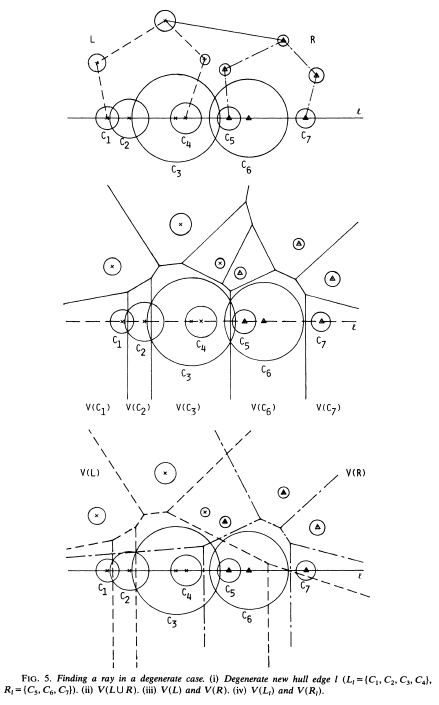 L R
ℓ
C₁ C₂ C₃ C₄ C₅ C₆ C₇
ℓ
C₁ C₂ C₃ C₄ C₅ C₆ C₇
V(C₁) V(C₂) V(C₃) V(C₆) V(C₇)
V(L) V(R)
ℓ
C₁ C₂ C₃ C₄ C₅ C₆ C₇
FIG. 5. Finding a ray in a degenerate case. (i) Degenerate new hull edge l (Lₗ = {C₁, C₂, C₃, C₄},
Rₗ = {C₅, C₆, C₇}). (ii) V(L∪R). (iii) V(L) and V(R). (iv) V(Lₗ) and V(Rₗ).